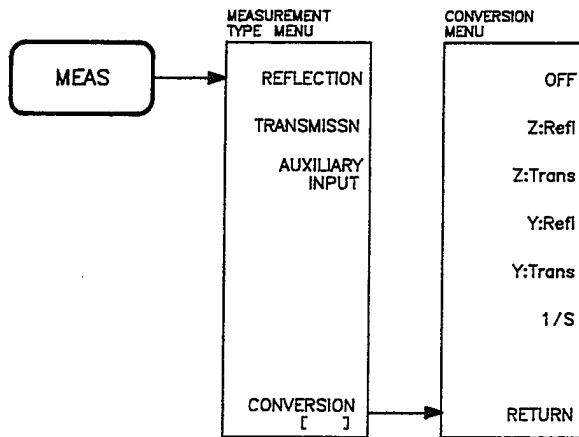 MEAS
MEASUREMENT
TYPE MENU
REFLECTION
TRANSMISSN
AUXILIARY
INPUT
CONVERSION
[ ]
CONVERSION
MENU
OFF
Z:Refl
Z:Trans
Y:Refl
Y:Trans
1/S
RETURN